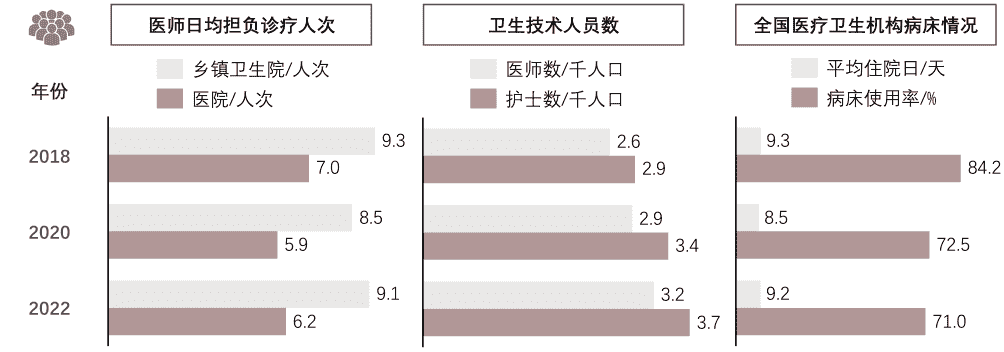 医师日均担负诊疗人次
卫生技术人员数
全国医疗卫生机构病床情况
年份
乡镇卫生院/人次
医院/人次
医师数/千人口
护士数/千人口
平均住院日/天
病床使用率/%
2018
9.3
7.0
2.6
2.9
9.3
84.2
2020
8.5
5.9
2.9
3.4
8.5
72.5
2022
9.1
6.2
3.2
3.7
9.2
71.0